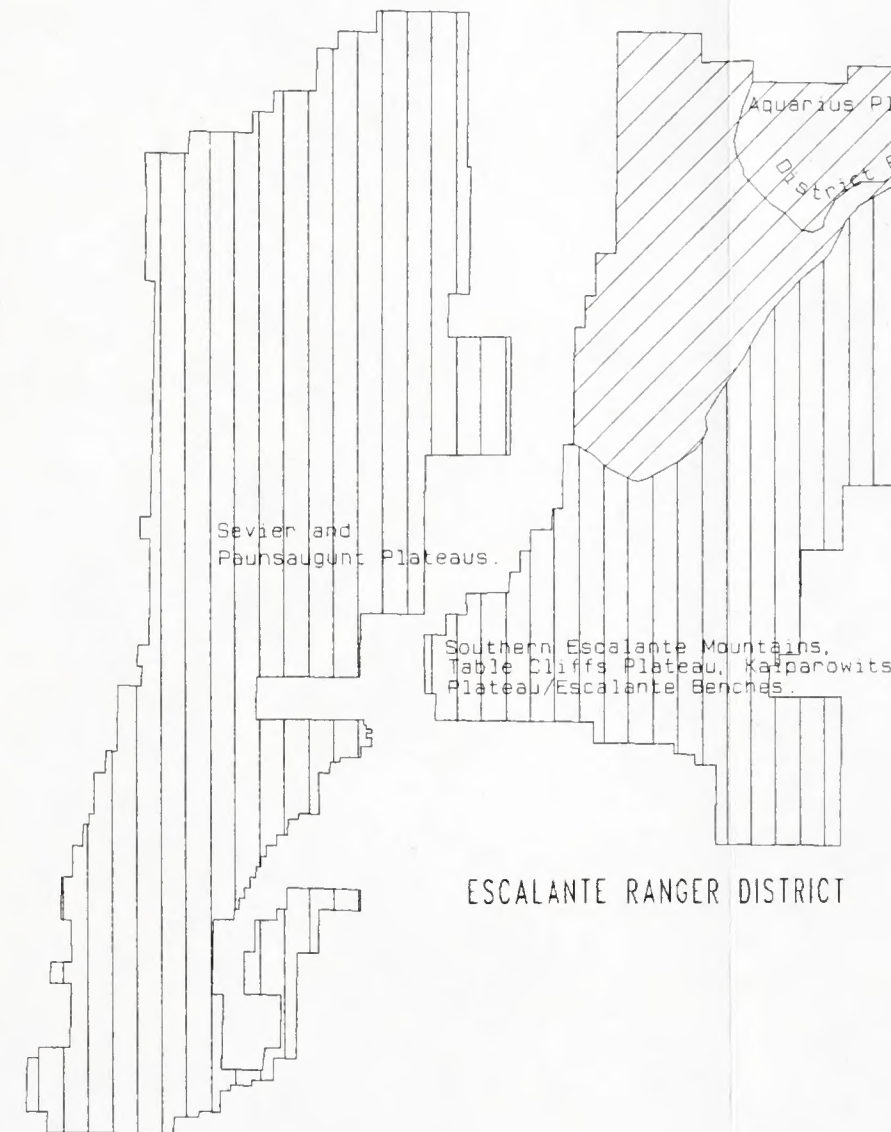 Aquarius Pl
District
Sevier and
Paunsaugunt Plateaus.
Southern Escalante Mountains,
Table Cliffs Plateau, Kaiparowits
Plateau/Escalante Benches.
ESCALANTE RANGER DISTRICT